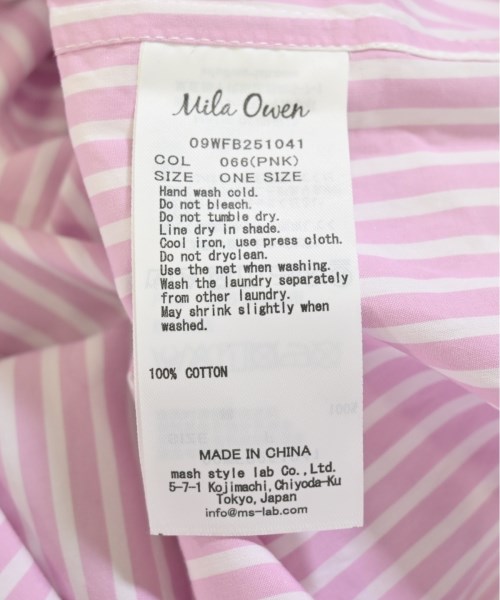 Mila Owen
09WFB251041
COL 066(PNK)
SIZE ONE SIZE
Hand wash cold.
Do not bleach.
Do not tumble dry.
Line dry in shade.
Cool iron, use press cloth.
Do not dryclean.
Use the net when washing.
Wash the laundry separately
from other laundry.
May shrink slightly when
washed.
100% COTTON
MADE IN CHINA
mash style lab Co.,Ltd.
5-7-1 Kojimachi,Chiyoda-Ku
Tokyo,Japan
info@ms-lab.com